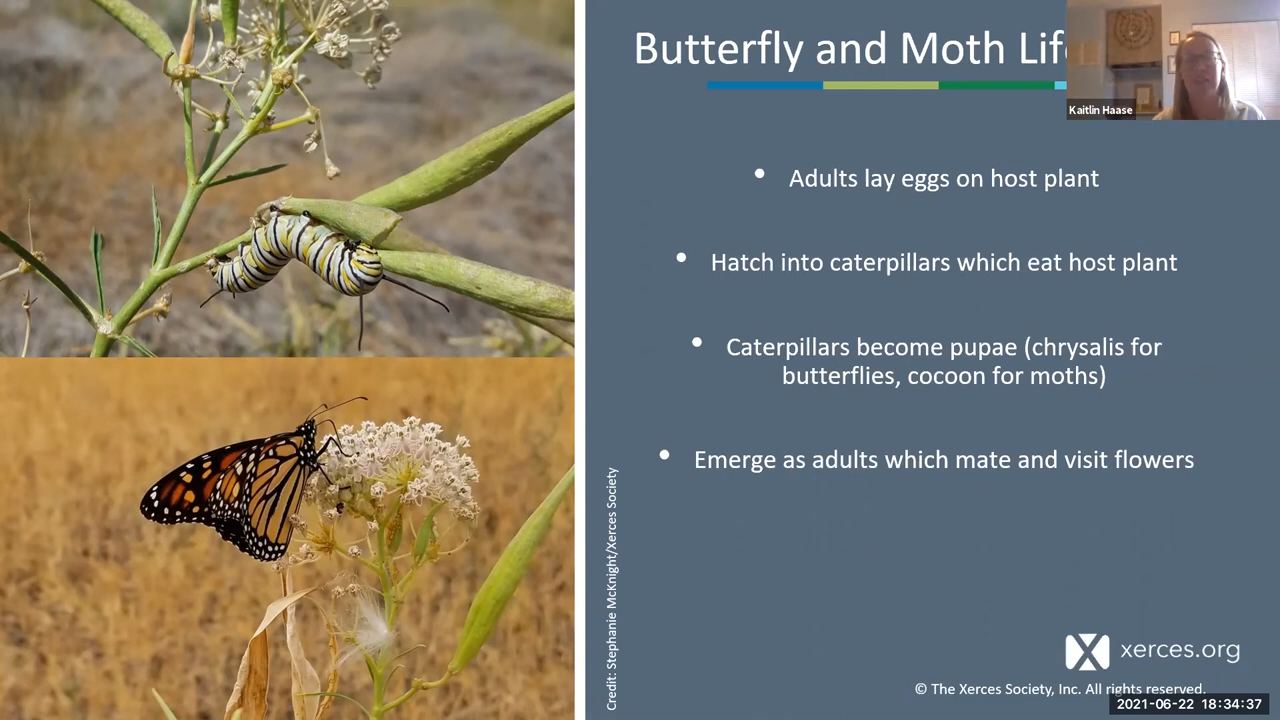 Butterfly and Moth Life
Kaitlin Haase
• Adults lay eggs on host plant
• Hatch into caterpillars which eat host plant
• Caterpillars become pupae (chrysalis for
butterflies, cocoon for moths)
• Emerge as adults which mate and visit flowers
Credit: Stephanie McKnight/Xerces Society
xerces.org
© The Xerces Society, Inc. All rights reserved.
2021-06-22 18:34:37